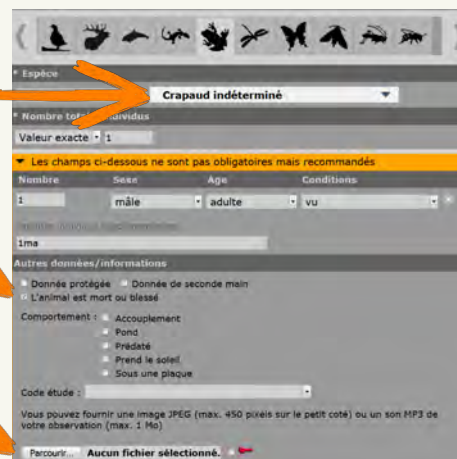 * Espèce
Crapaud indéterminé
* Nombre total individus
Valeur exacte 1
Les champs ci-dessous ne sont pas obligatoires mais recommandés
Nombre Sexe Age Conditions
1 mâle adulte vu
1ma
Autres données/informations
Donnée protégée Donnée de seconde main
L'animal est mort ou blessé
Comportement : Accouplement
Pond
Prédaté
Prend le soleil
Sous une plaque
Code étude :
Vous pouvez fournir une image JPEG (max. 450 pixels sur le petit coté) ou un son MP3 de
votre observation (max. 1 Mo)
Parcourir... Aucun fichier sélectionné.